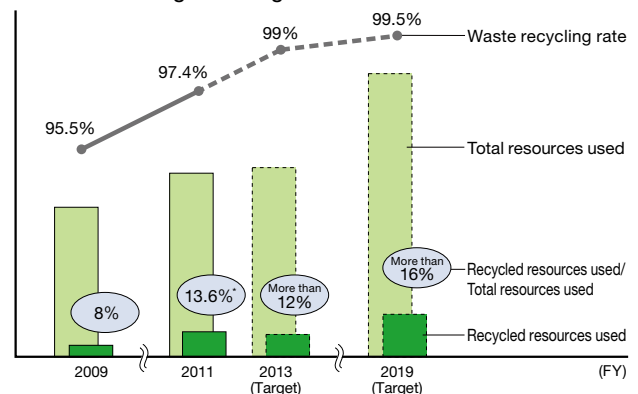 99.5%
99%
Waste recycling rate
97.4%
95.5%
Total resources used
More than
16%
Recycled resources used/
Total resources used
13.6%*
More than
12%
8%
Recycled resources used
2009
2011
2013
(Target)
2019
(Target)
(FY)